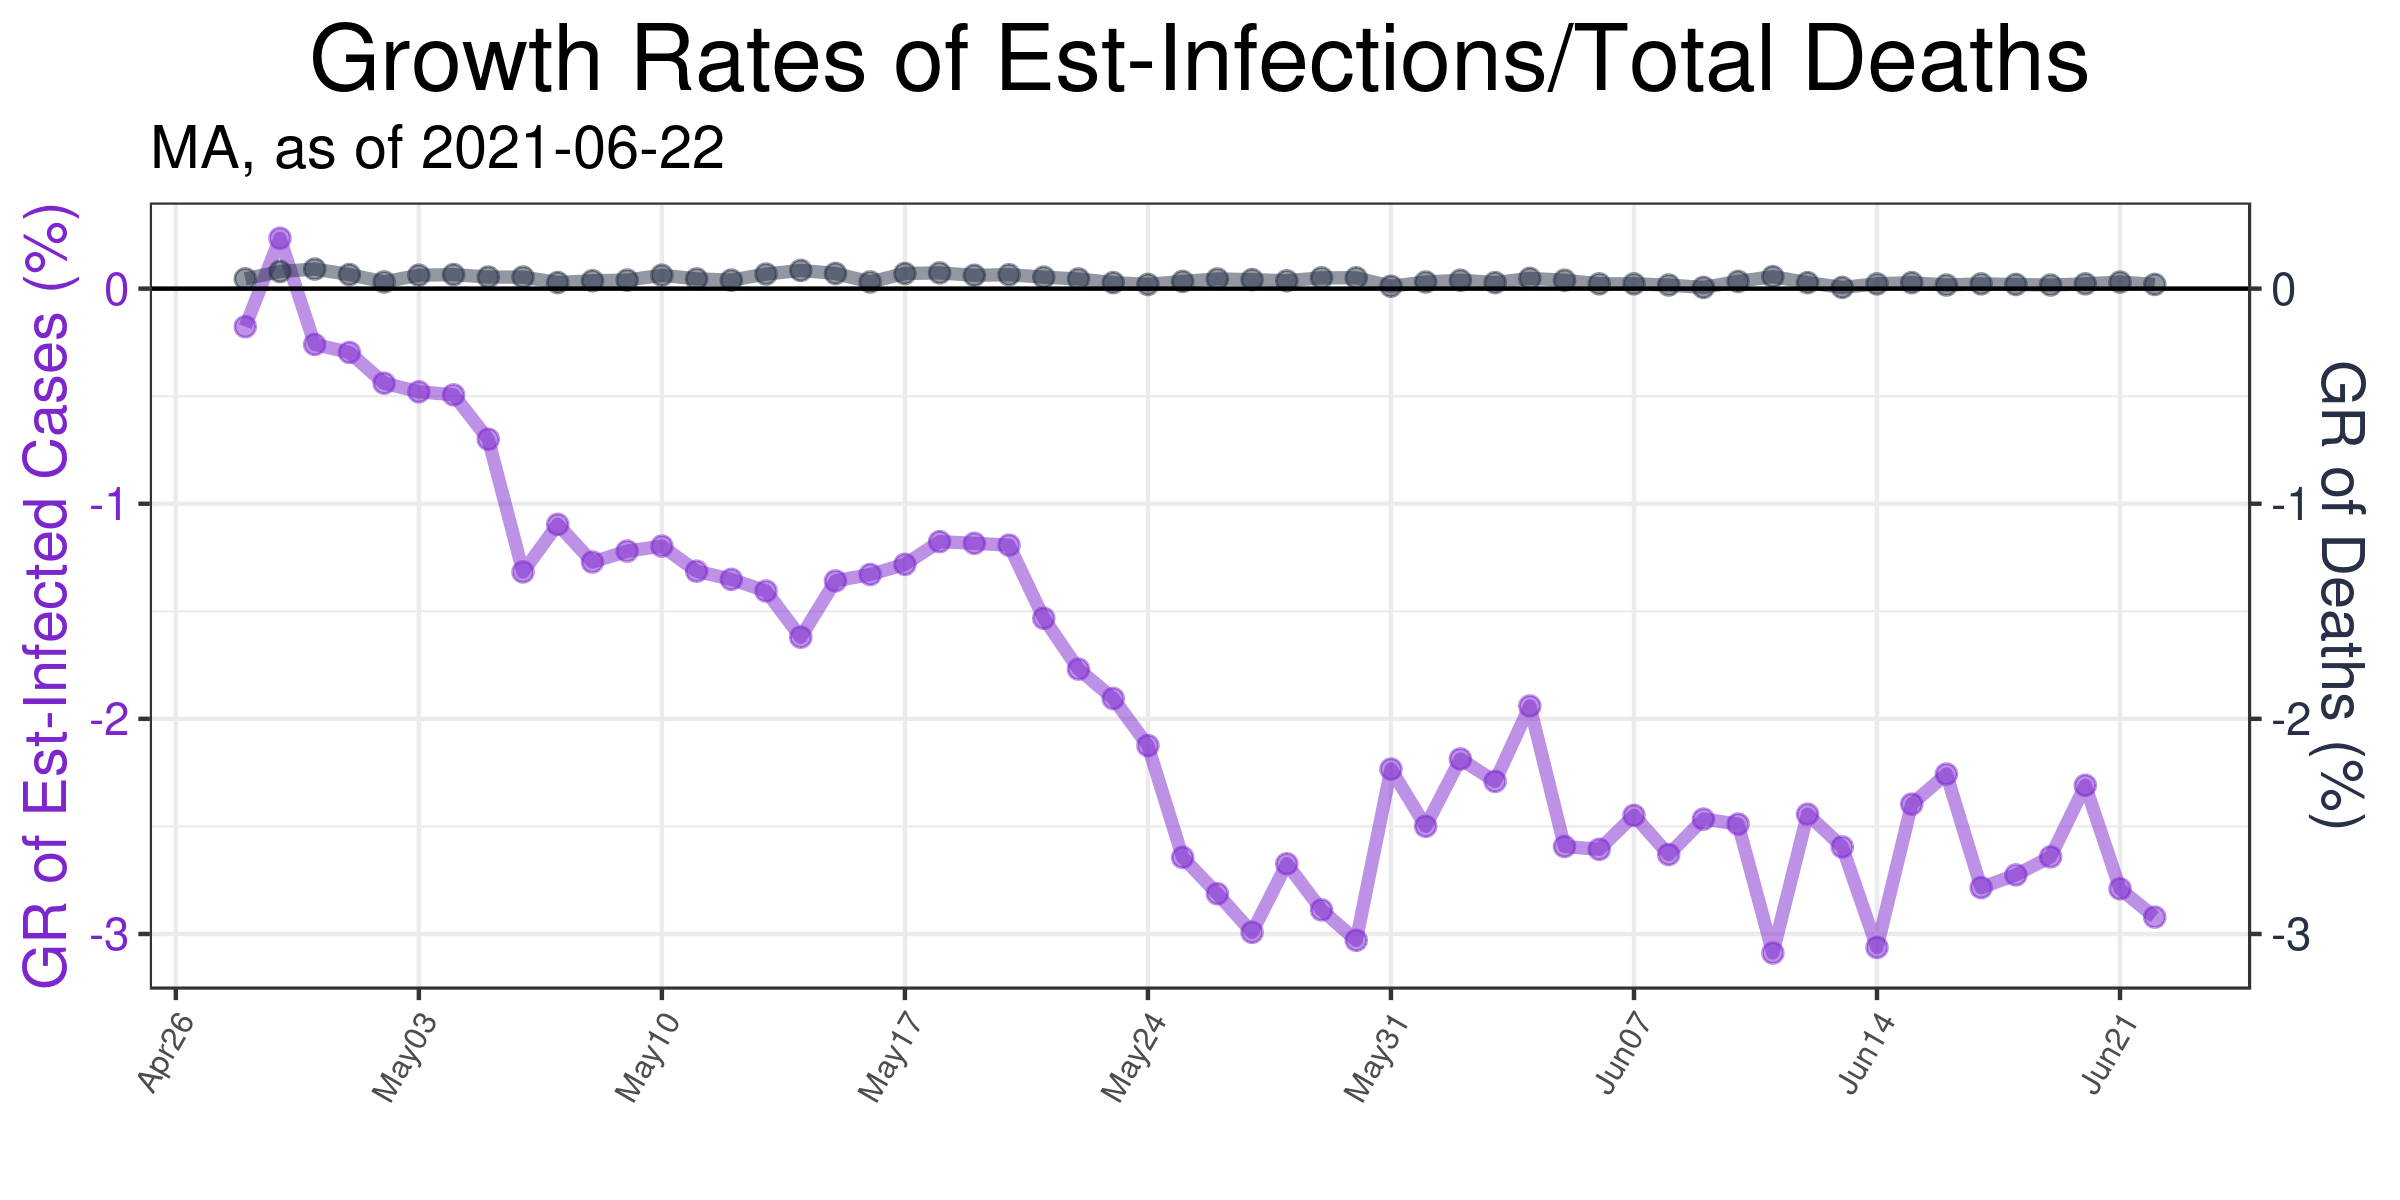 Growth Rates of Est-Infections/Total Deaths
MA, as of 2021-06-22
GR of Est-Infected Cases (%)
0
-1
-2
-3
0
-1
-2
-3
GR of Deaths (%)
Apr26
May03
May10
May17
May24
May31
Jun07
Jun14
Jun21